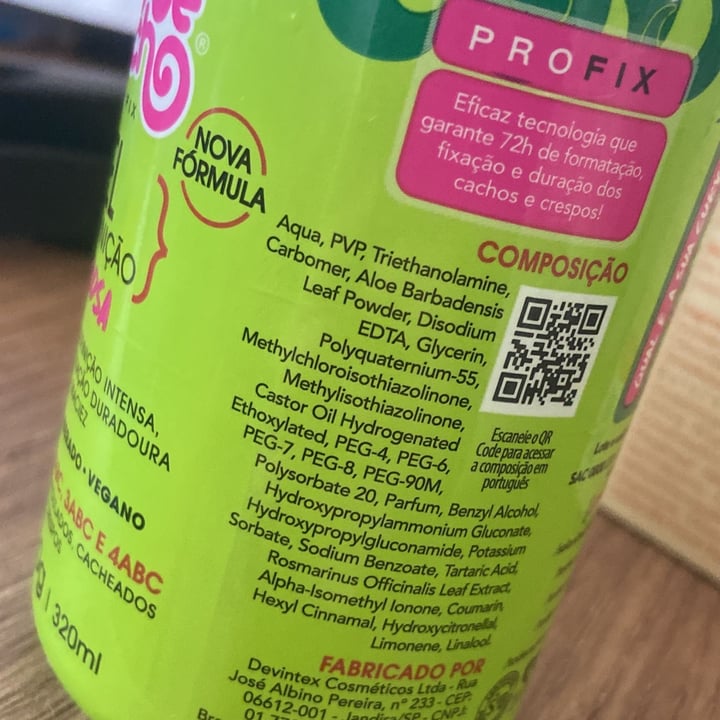 ®
PROFIX
Eficaz tecnologia que
garante 72h de formatação,
fixação e duração dos
cachos e crespos!
NOVA
FÓRMULA
COMPOSIÇÃO
Aqua, PVP, Triethanolamine,
Carbomer, Aloe Barbadensis
Leaf Powder, Disodium
EDTA, Glycerin,
Polyquaternium-55,
Methylchloroisothiazolinone,
Methylisothiazolinone,
Castor Oil Hydrogenated
Ethoxylated, PEG-4, PEG-6,
PEG-7, PEG-8, PEG-90M,
Polysorbate 20, Parfum, Benzyl Alcohol,
Hydroxypropylammonium Gluconate,
Hydroxypropylgluconamide, Potassium
Sorbate, Sodium Benzoate, Tartaric Acid,
Rosmarinus Officinalis Leaf Extract,
Alpha-Isomethyl Ionone, Coumarin,
Hexyl Cinnamal, Hydroxycitronellal,
Limonene, Linalool.
Escaneie o QR
Code para acessar
a composição em
português
FABRICADO POR
Devintex Cosméticos Ltda - Rua
José Albino Pereira, nº 233 - CEP:
06612-001 - Jandira/SP - CNPJ:
INTENSA,
DURADOURA
VEGANO
3ABC E 4ABC
CACHEADOS
320ml